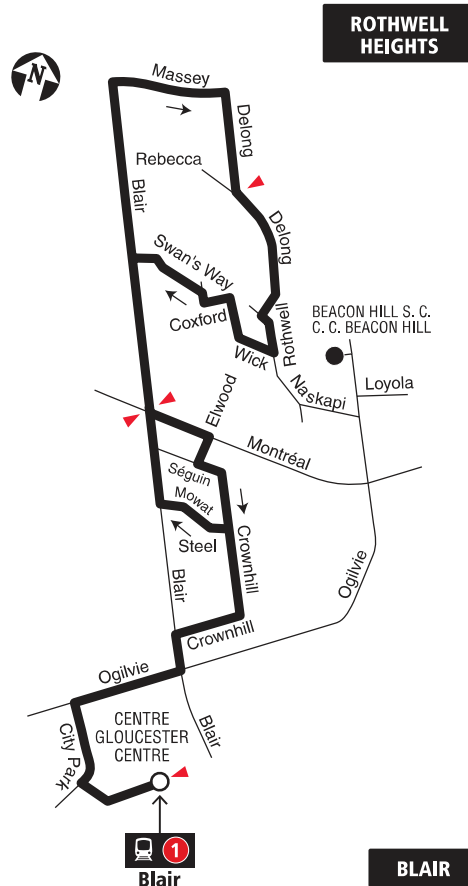 ROTHWELL
HEIGHTS
N
Massey
Delong
Rebecca
Blair
Delong
Swan's Way
Coxford
Rothwell
Wick
BEACON HILL S. C.
C. C. BEACON HILL
Elwood
Naskapi
Loyola
Montréal
Séguin
Mowat
Steel
Crownhill
Blair
Ogilvie
Crownhill
Ogilvie
City Park
CENTRE
GLOUCESTER
CENTRE
Blair
1
Blair
BLAIR